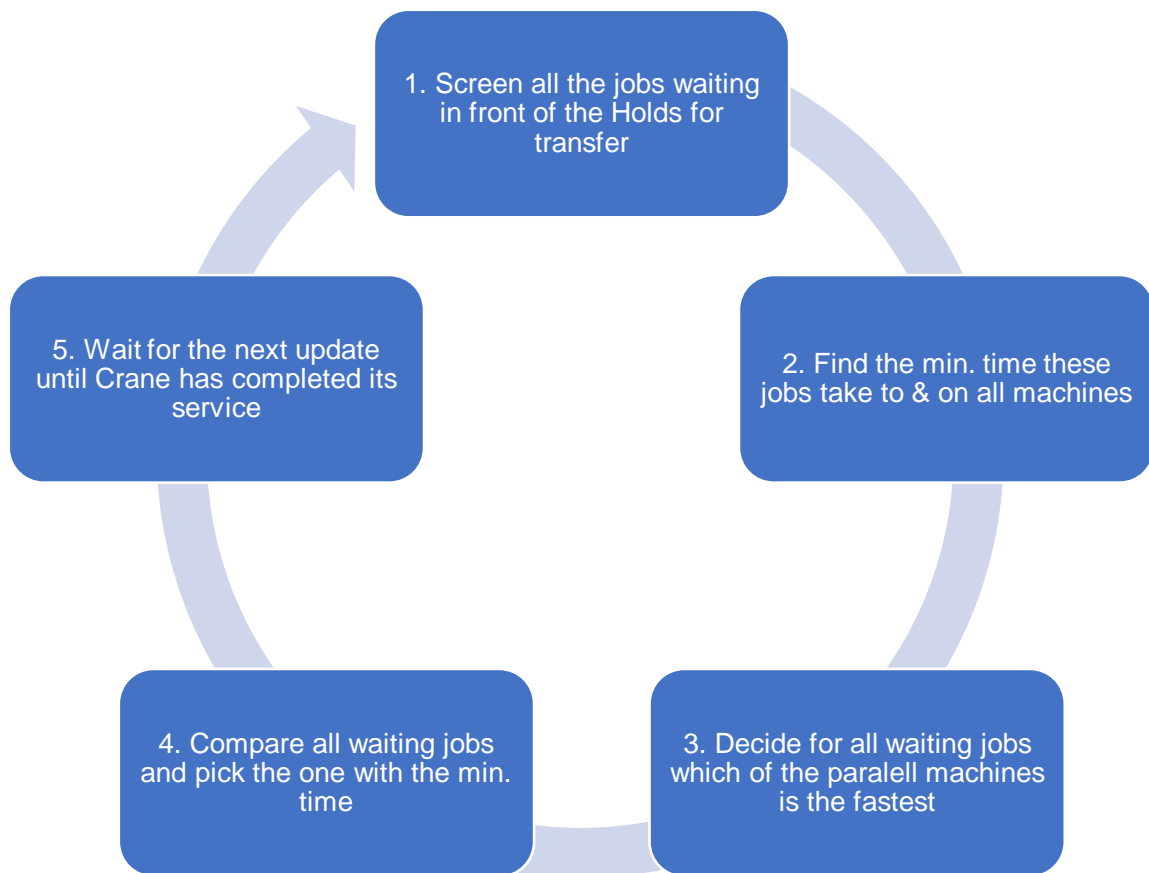 1. Screen all the jobs waiting
in front of the Holds for
transfer
2. Find the min. time these
jobs take to & on all machines
3. Decide for all waiting jobs
which of the paralell machines
is the fastest
4. Compare all waiting jobs
and pick the one with the min.
time
5. Wait for the next update
until Crane has completed its
service